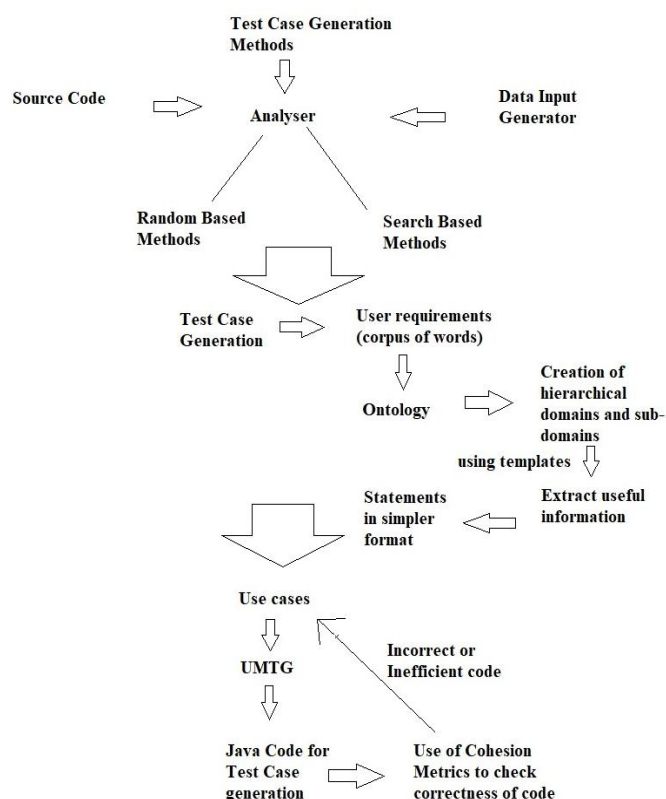 Test Case Generation
Methods
Source Code
Data Input
Generator
Analyser
Random Based
Methods
Search Based
Methods
Test Case
Generation
User requirements
(corpus of words)
Ontology
Creation of
hierarchical
domains and sub-
domains
using templates
Extract useful
information
Statements
in simpler
format
Use cases
Incorrect or
Inefficient code
UMTG
Java Code for
Test Case
generation
Use of Cohesion
Metrics to check
correctness of code